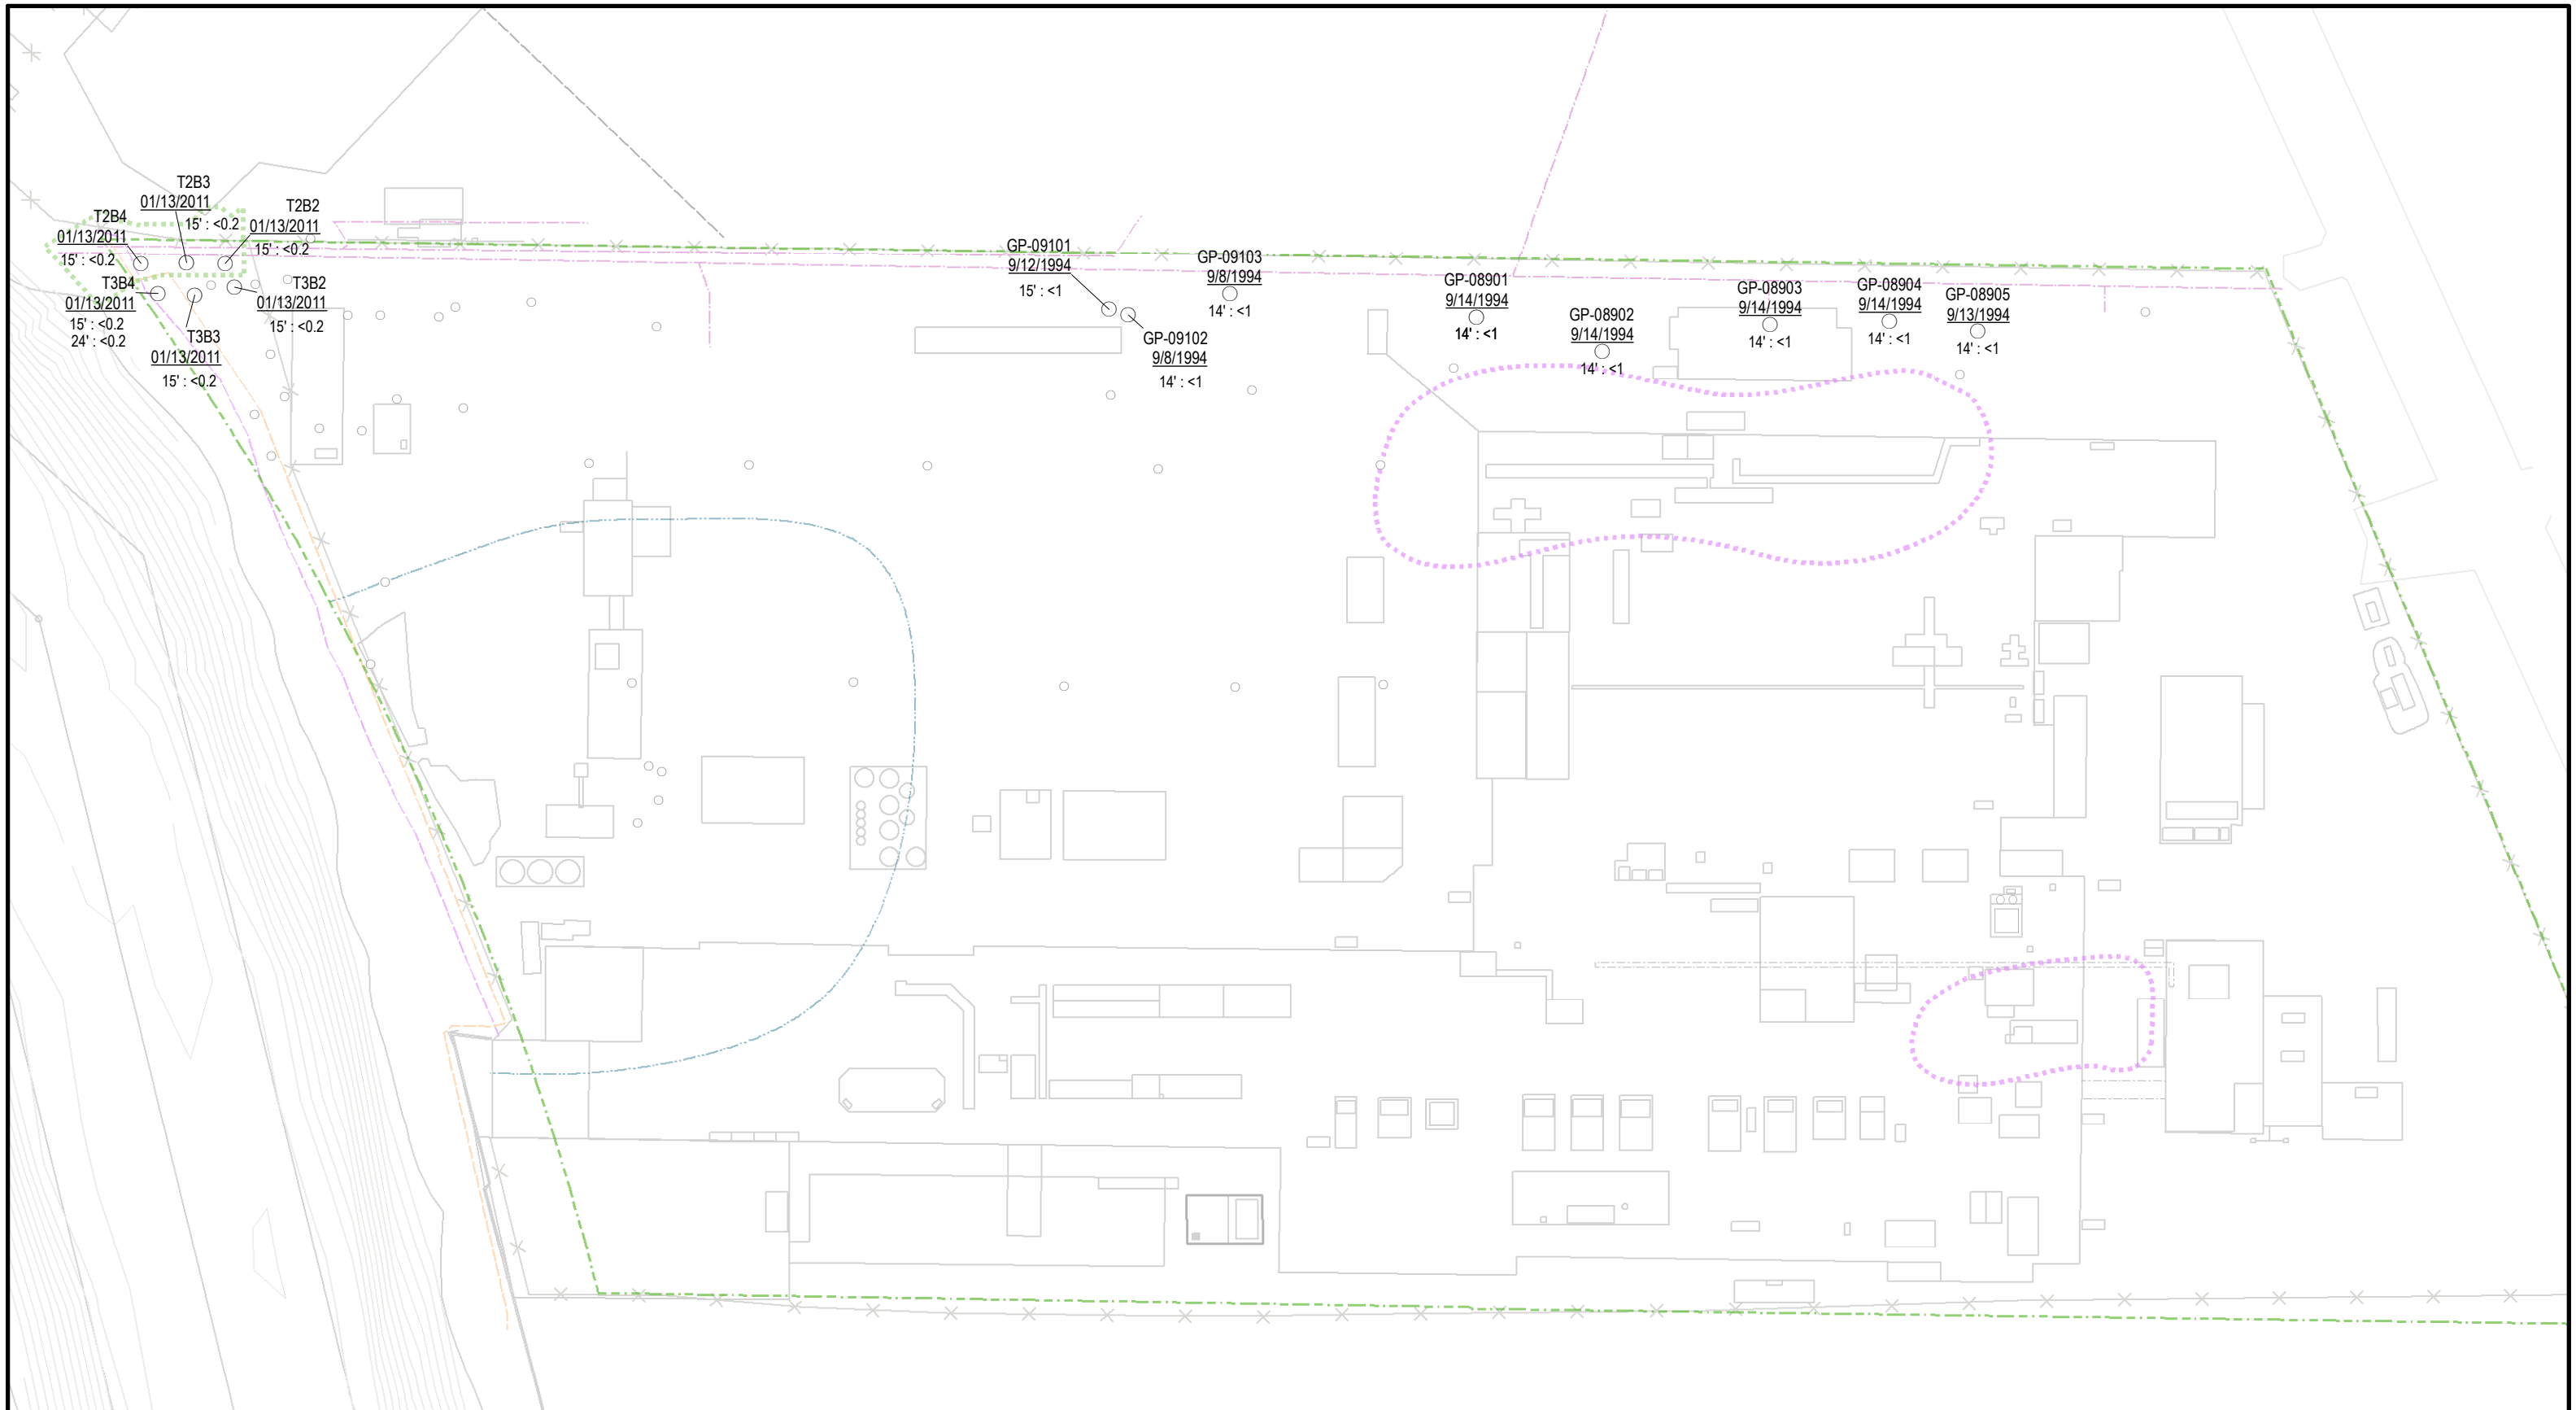 T2B3
01/13/2011
15' : <0.2
T2B4
01/13/2011
15' : <0.2
T2B2
01/13/2011
15' : <0.2
T3B4
01/13/2011
15' : <0.2
24' : <0.2
T3B2
01/13/2011
15' : <0.2
T3B3
01/13/2011
15' : <0.2
GP-09101
9/12/1994
15' : <1
GP-09102
9/8/1994
14' : <1
GP-09103
9/8/1994
14' : <1
GP-08901
9/14/1994
14' : <1
GP-08902
9/14/1994
14' : <1
GP-08903
9/14/1994
14' : <1
GP-08904
9/14/1994
14' : <1
GP-08905
9/13/1994
14' : <1